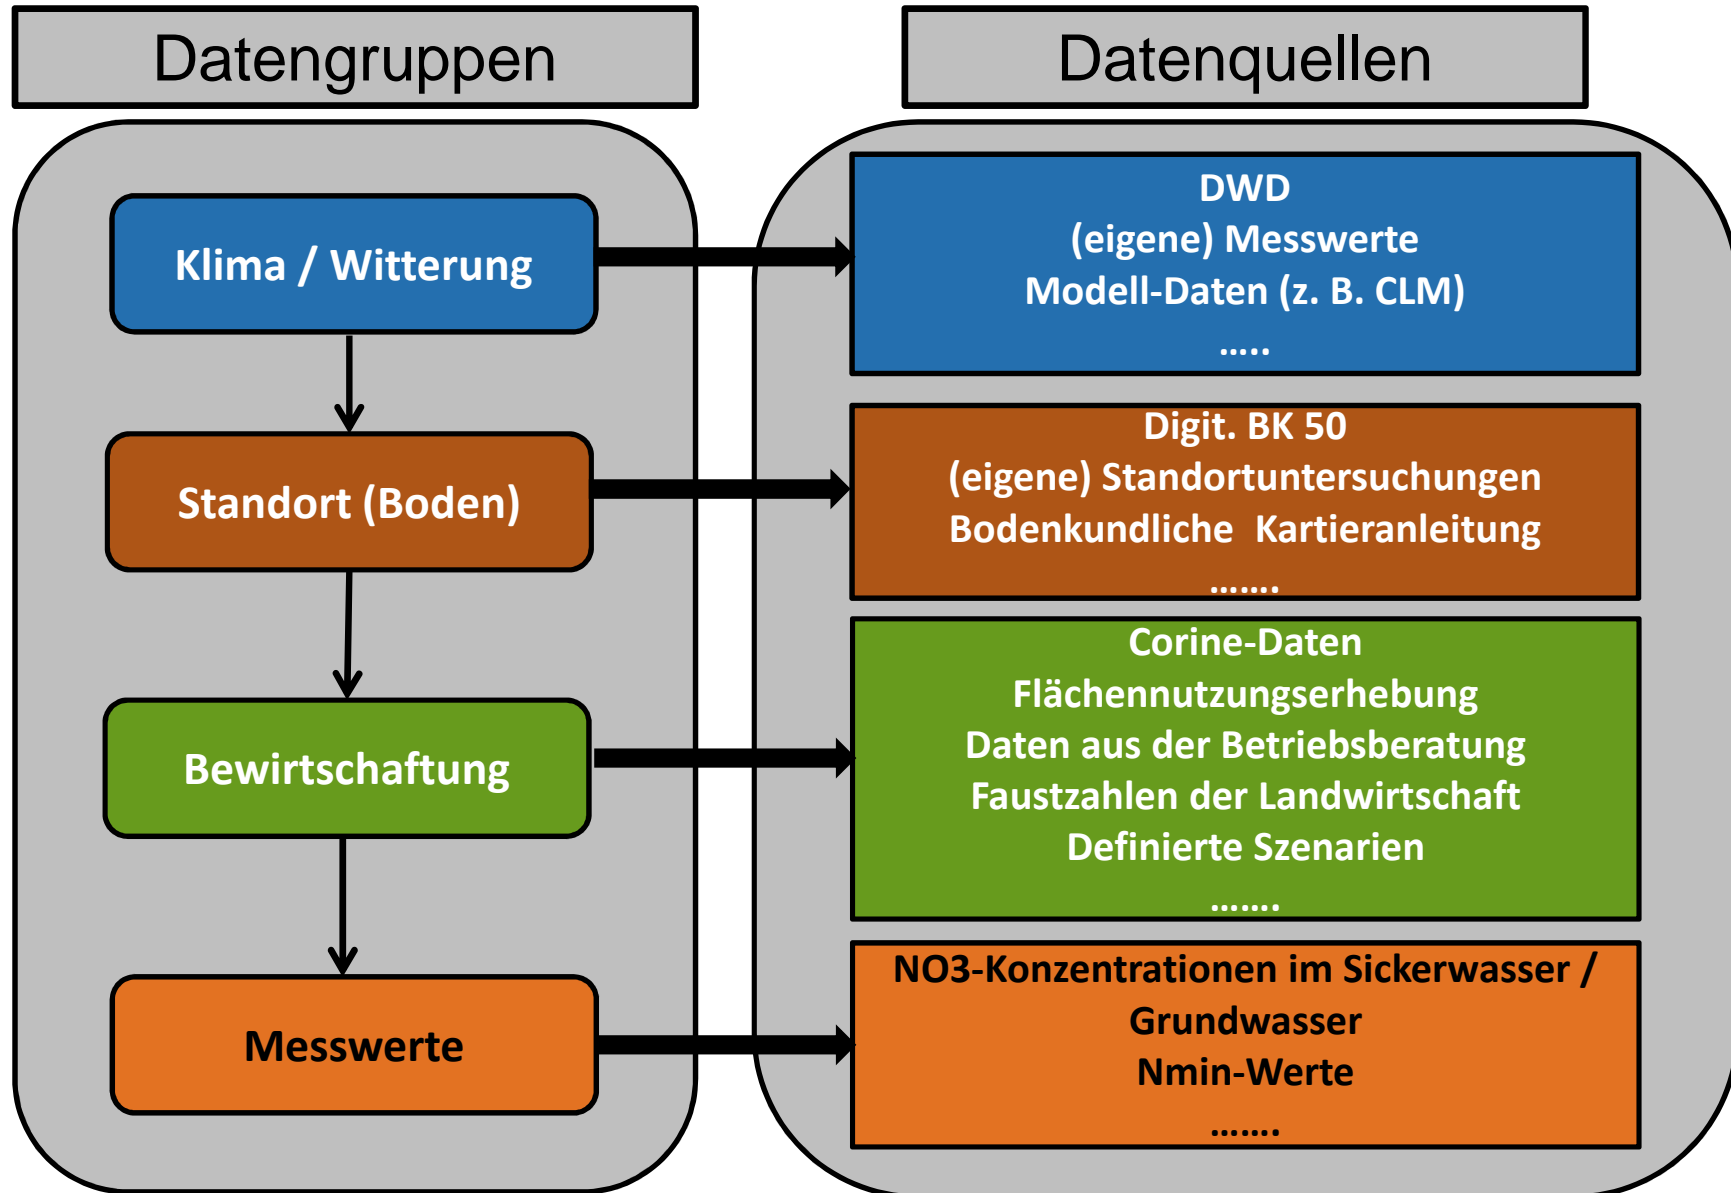 Datengruppen
Datenquellen
Klima / Witterung
DWD
(eigene) Messwerte
Modell-Daten (z. B. CLM)
…..
Standort (Boden)
Digit. BK 50
(eigene) Standortuntersuchungen
Bodenkundliche  Kartieranleitung
…….
Bewirtschaftung
Corine-Daten
Flächennutzungserhebung
Daten aus der Betriebsberatung
Faustzahlen der Landwirtschaft
Definierte Szenarien
…….
Messwerte
NO3-Konzentrationen im Sickerwasser /
Grundwasser
Nmin-Werte
…….